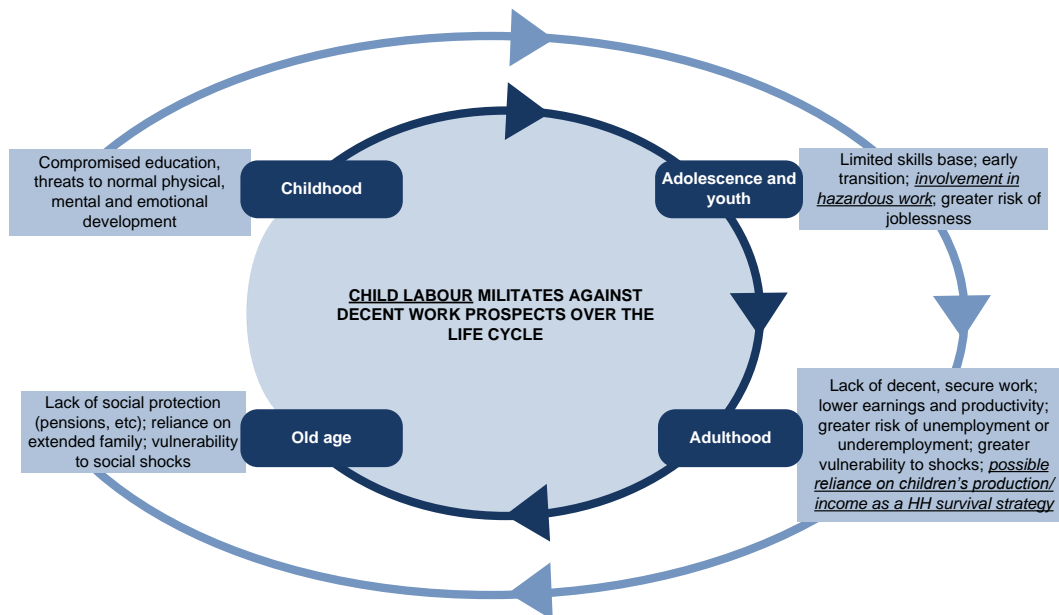 Compromised education,
threats to normal physical,
mental and emotional
development
Childhood
Adolescence and
youth
Limited skills base; early
transition; involvement in
hazardous work; greater risk of
joblessness
CHILD LABOUR MILITATES AGAINST
DECENT WORK PROSPECTS OVER THE
LIFE CYCLE
Lack of social protection
(pensions, etc); reliance on
extended family; vulnerability
to social shocks
Old age
Adulthood
Lack of decent, secure work;
lower earnings and productivity;
greater risk of unemployment or
underemployment; greater
vulnerability to shocks; possible
reliance on children’s production/
income as a HH survival strategy